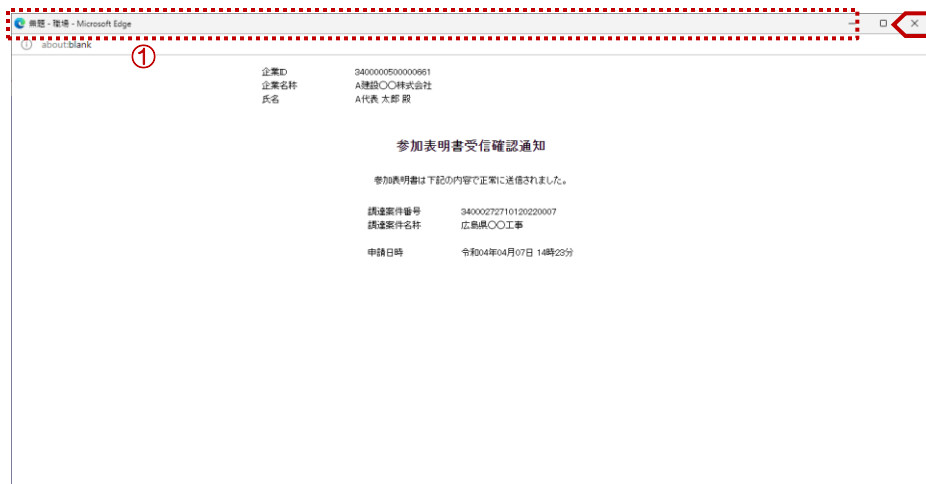 無題 - 職場 - Microsoft Edge
about:blank
①
企業ID 3400000500000661
企業名称 A建設〇〇株式会社
氏名 A代表 太郎 殿
参加表明書受信確認通知
参加表明書は下記の内容で正常に送信されました。
調達案件番号 34000272710120220007
調達案件名称 広島県〇〇工事
申請日時 令和04年04月07日 14時23分